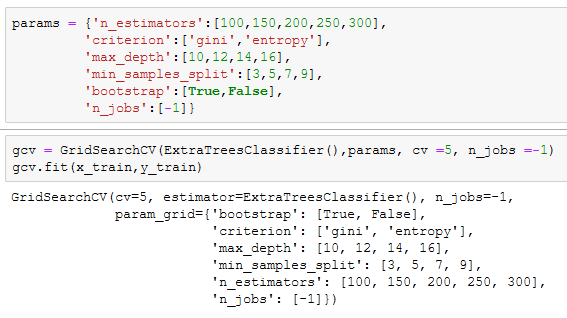 params = {'n_estimators':[100,150,200,250,300],
'criterion':['gini','entropy'],
'max_depth':[10,12,14,16],
'min_samples_split':[3,5,7,9],
'bootstrap':[True,False],
'n_jobs':[-1]}
gcv = GridSearchCV(ExtraTreesClassifier(),params, cv =5, n_jobs =-1)
gcv.fit(x_train,y_train)
GridSearchCV(cv=5, estimator=ExtraTreesClassifier(), n_jobs=-1,
param_grid={'bootstrap': [True, False],
'criterion': ['gini', 'entropy'],
'max_depth': [10, 12, 14, 16],
'min_samples_split': [3, 5, 7, 9],
'n_estimators': [100, 150, 200, 250, 300],
'n_jobs': [-1]})